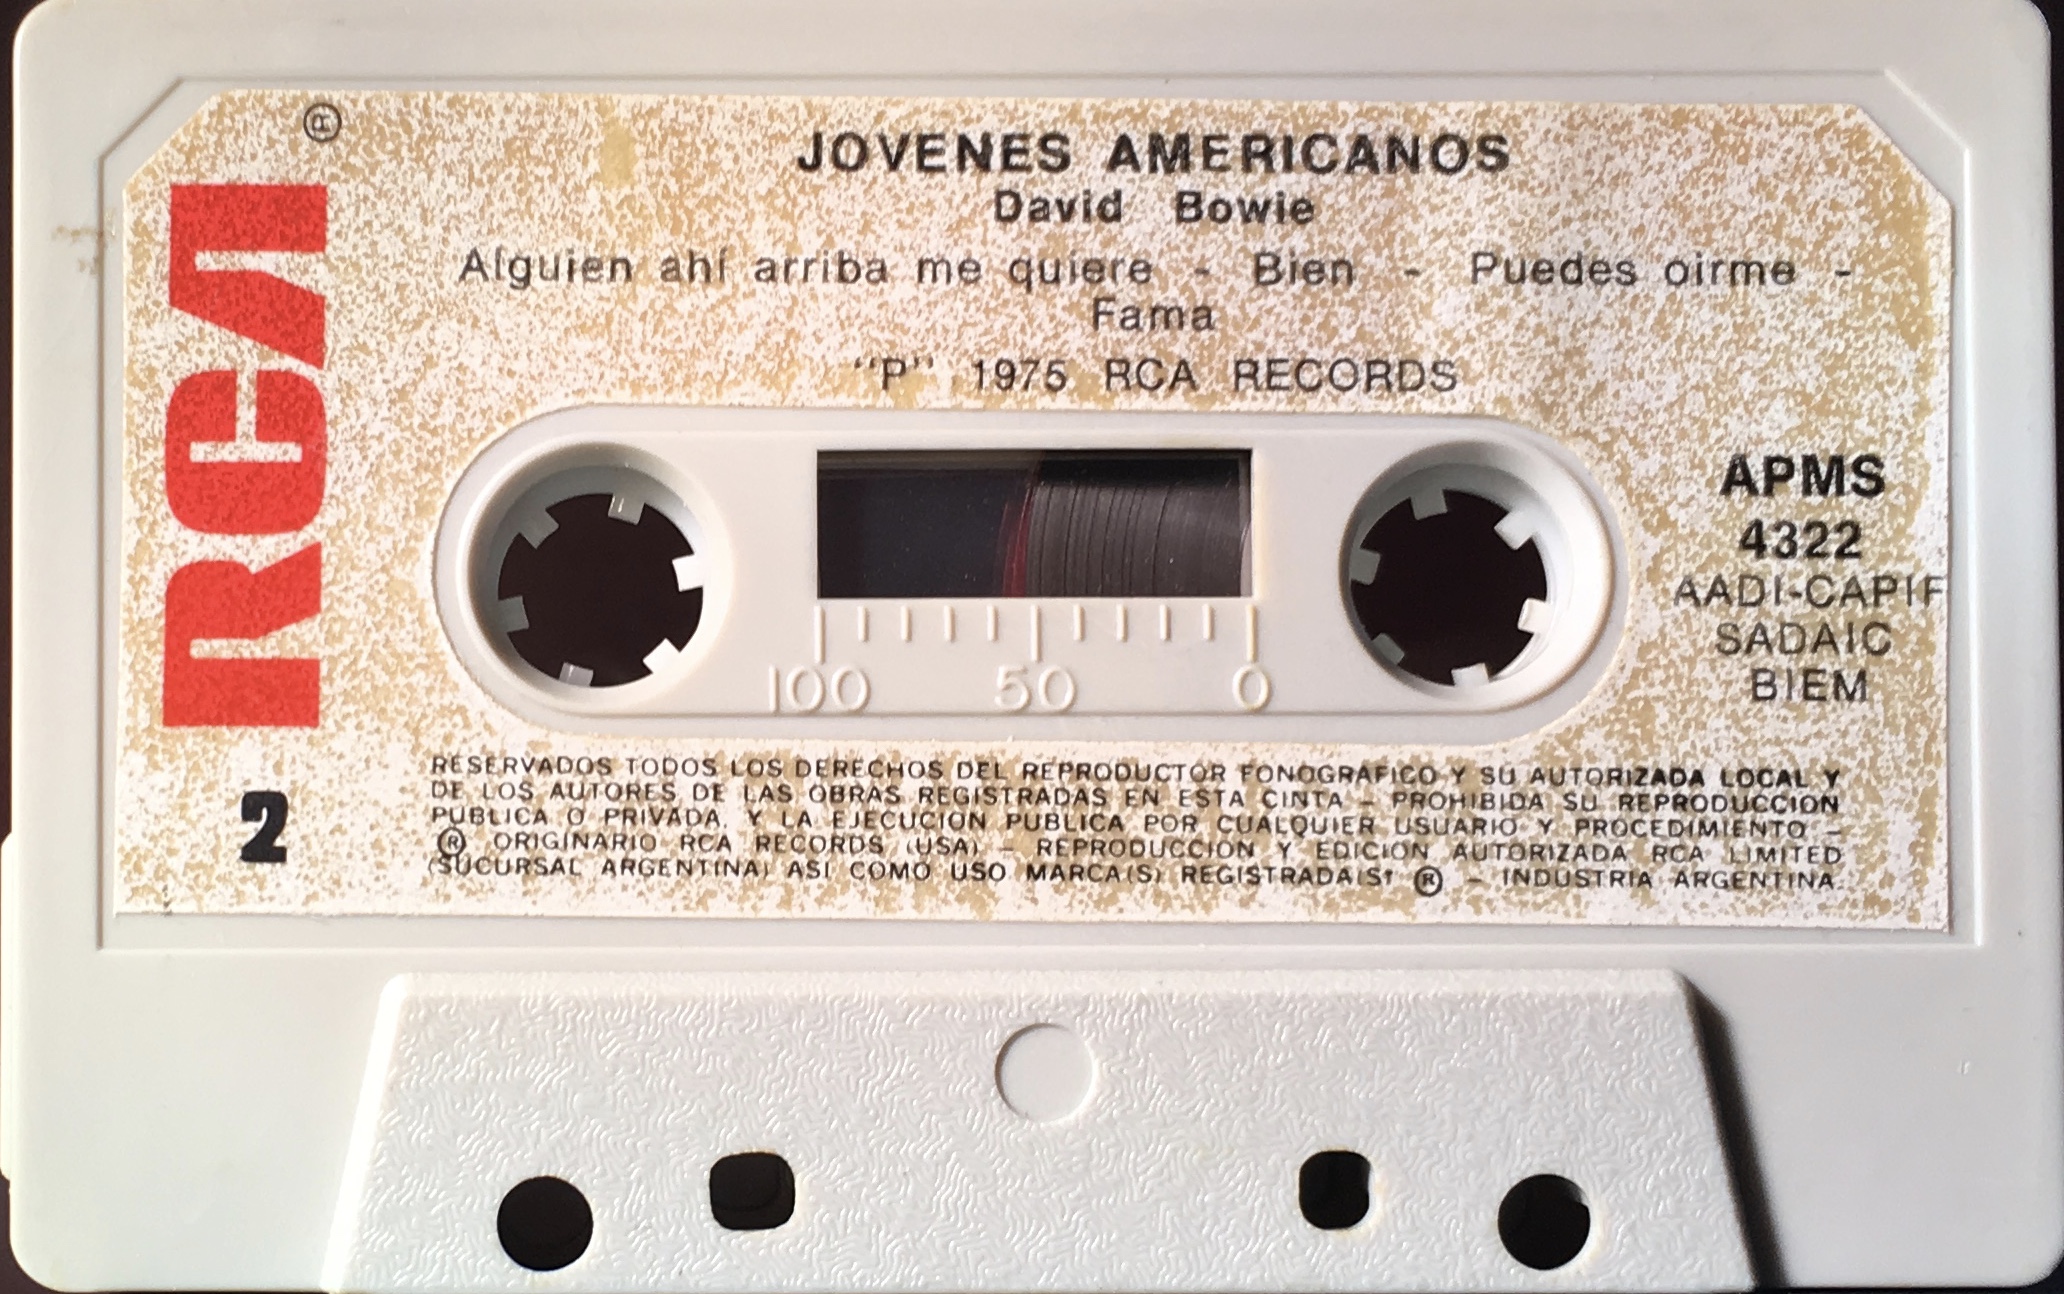 RCA
®
JOVENES AMERICANOS
David Bowie
Alguien ahí arriba me quiere - Bien - Puedes oirme -
Fama
"P" 1975 RCA RECORDS
APMS
4322
AADI-CAPIF
SADAIC
BIEM
100 50 0
2
RESERVADOS TODOS LOS DERECHOS DEL REPRODUCTOR FONOGRAFICO Y SU AUTORIZADA LOCAL Y
DE LOS AUTORES DE LAS OBRAS REGISTRADAS EN ESTA CINTA - PROHIBIDA SU REPRODUCCION
PUBLICA O PRIVADA, Y LA EJECUCION PUBLICA POR CUALQUIER USUARIO Y PROCEDIMIENTO -
® ORIGINARIO RCA RECORDS (USA) - REPRODUCCION Y EDICION AUTORIZADA RCA LIMITED
(SUCURSAL ARGENTINA) ASI COMO USO MARCA(S) REGISTRADA(S) ® - INDUSTRIA ARGENTINA.